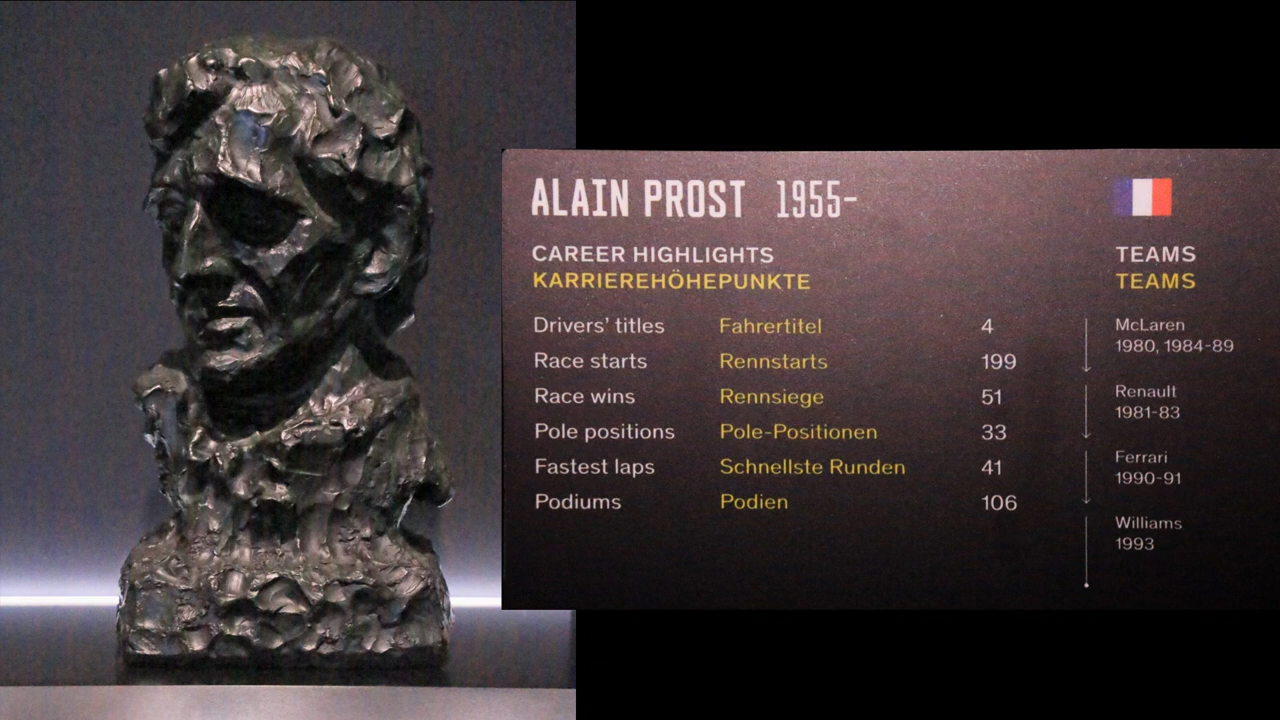 ALAIN PROST 1955-
CAREER HIGHLIGHTS
KARRIEREHÖHEPUNKTE
Drivers' titles Fahrertitel 4
Race starts Rennstarts 199
Race wins Rennsiege 51
Pole positions Pole-Positionen 33
Fastest laps Schnellste Runden 41
Podiums Podien 106
TEAMS
TEAMS
McLaren
1980, 1984-89
Renault
1981-83
Ferrari
1990-91
Williams
1993